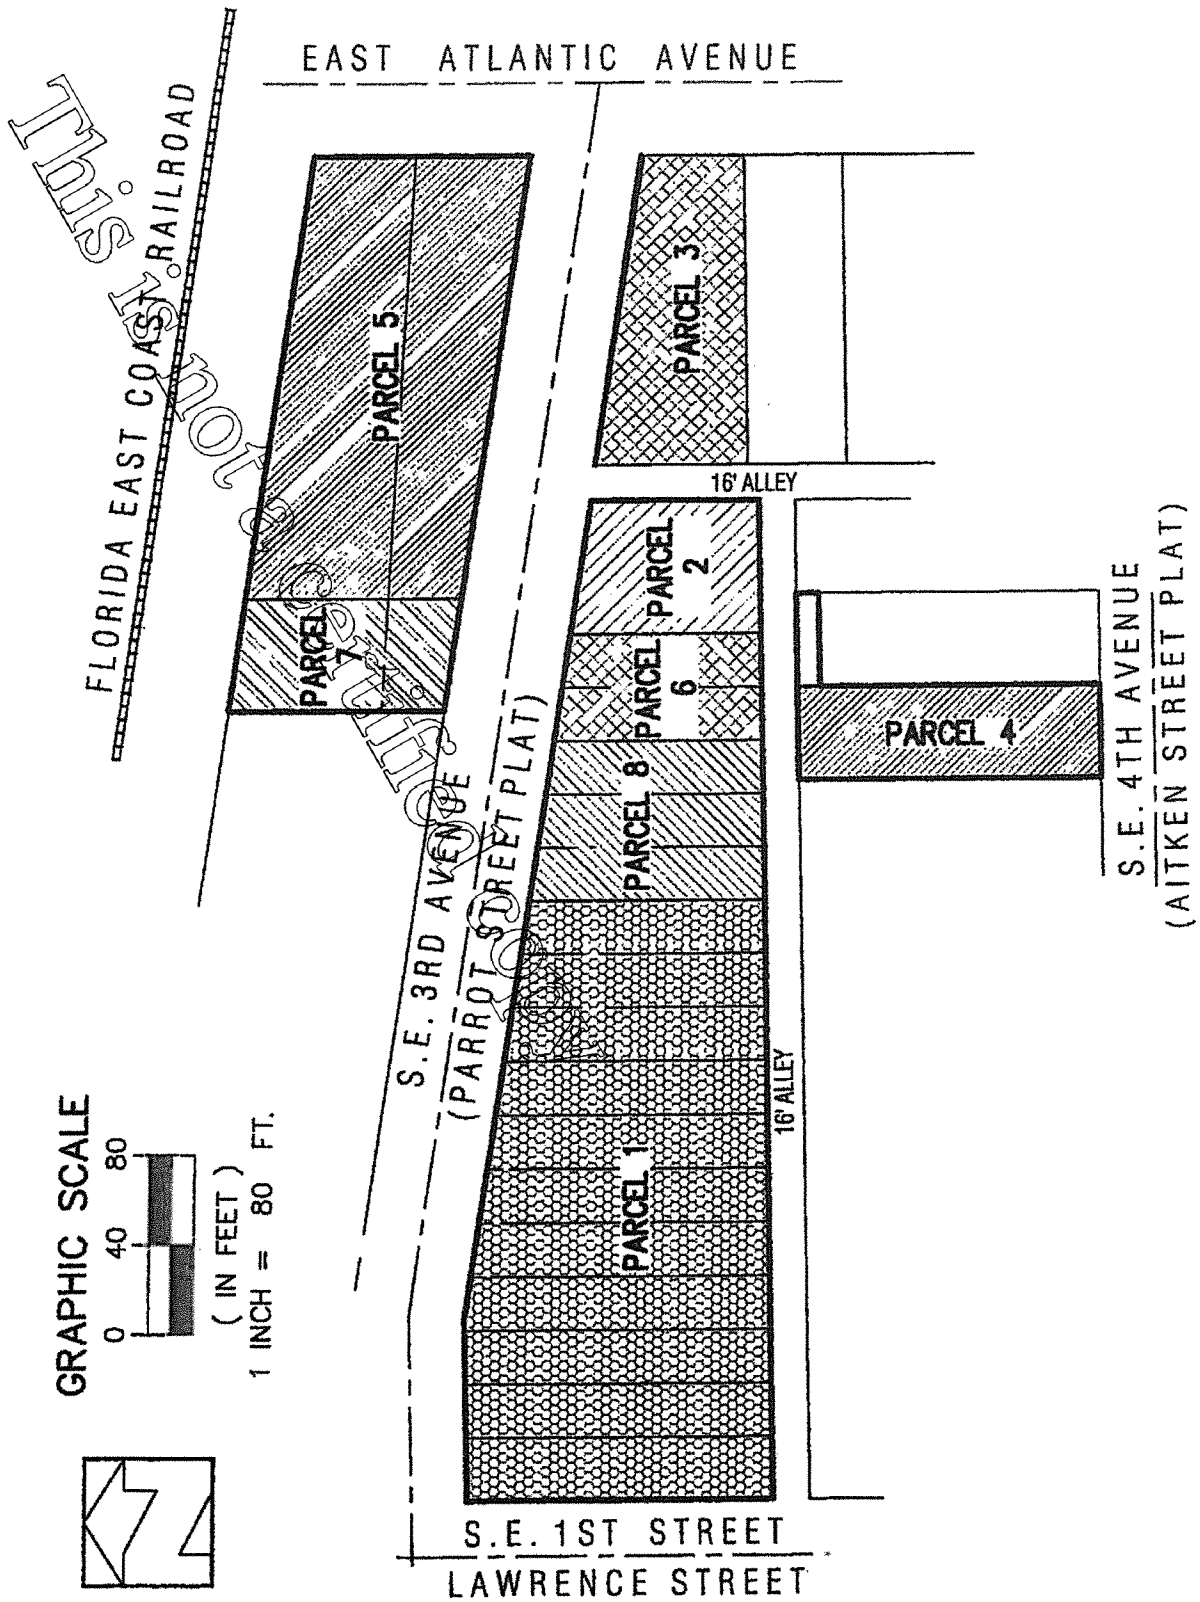 EAST ATLANTIC AVENUE
FLORIDA EAST COAST RAILROAD
This is not a certified copy
PARCEL 5
PARCEL 3
16' ALLEY
PARCEL
2
PARCEL
7
PARCEL
6
PARCEL 4
PARCEL 8
S.E. 3RD AVENUE
(PARROT STREET PLAT)
S.E. 4TH AVENUE
(AITKEN STREET PLAT)
PARCEL 1
16' ALLEY
GRAPHIC SCALE
0 40 80
( IN FEET )
1 INCH = 80 FT.
N
S.E. 1ST STREET
LAWRENCE STREET